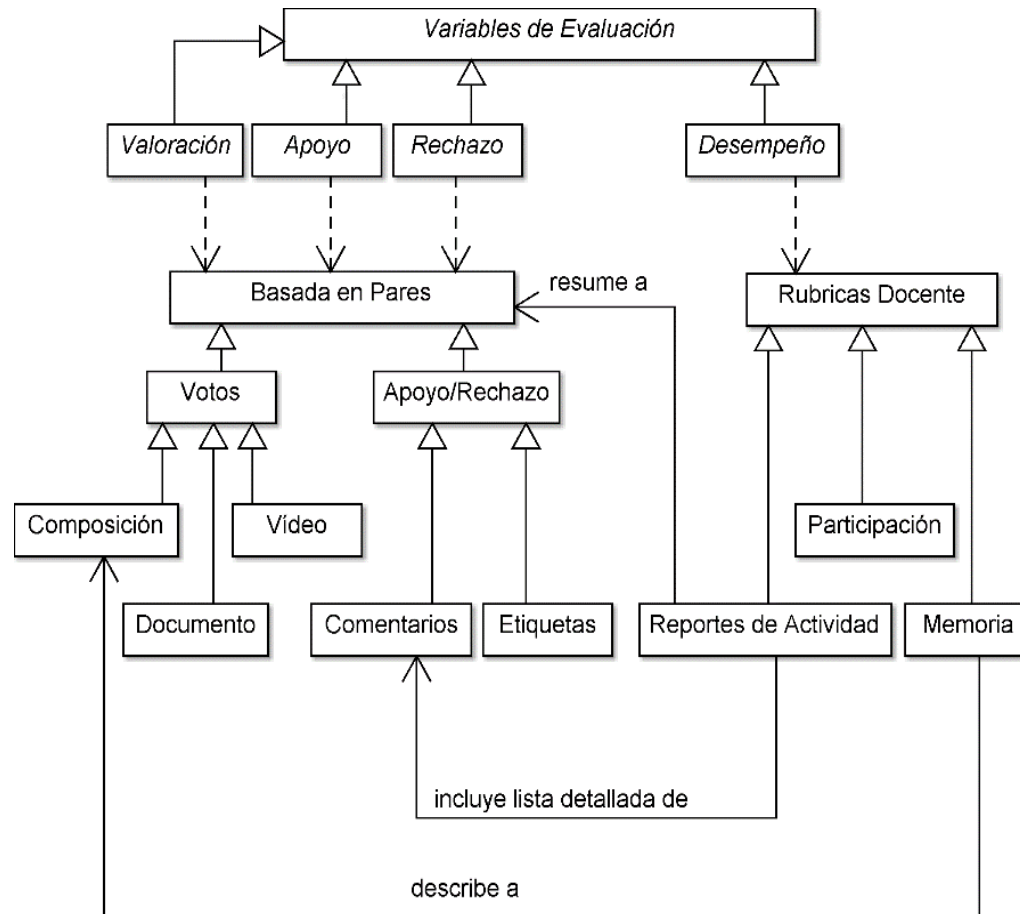 Variables de Evaluación
Valoración
Apoyo
Rechazo
Desempeño
Basada en Pares
resume a
Rubricas Docente
Votos
Apoyo/Rechazo
Composición
Vídeo
Participación
Documento
Comentarios
Etiquetas
Reportes de Actividad
Memoria
incluye lista detallada de
describe a